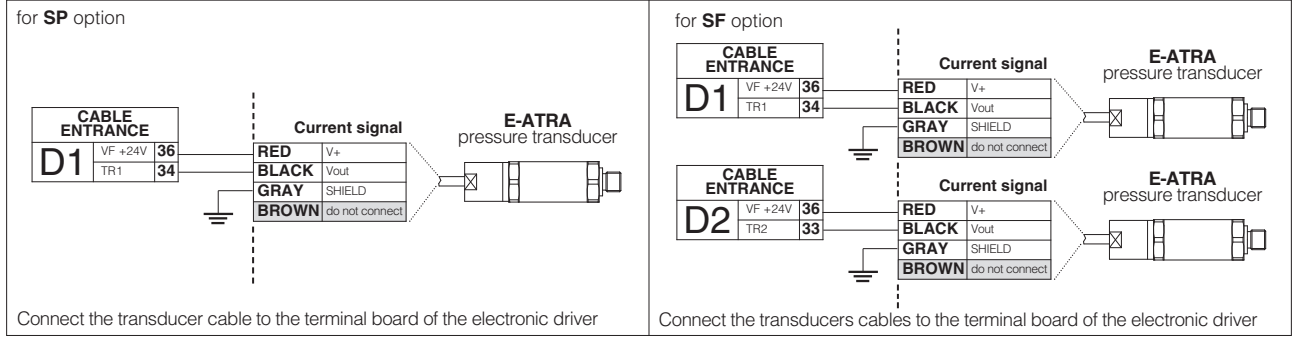 for SP option
CABLE
ENTRANCE
D1
VF +24V 36
TR1 34
Current signal
RED V+
BLACK Vout
GRAY SHIELD
BROWN do not connect
E-ATRA
pressure transducer
Connect the transducer cable to the terminal board of the electronic driver
for SF option
CABLE
ENTRANCE
D1
VF +24V 36
TR1 34
Current signal
RED V+
BLACK Vout
GRAY SHIELD
BROWN do not connect
E-ATRA
pressure transducer
CABLE
ENTRANCE
D2
VF +24V 36
TR2 33
Current signal
RED V+
BLACK Vout
GRAY SHIELD
BROWN do not connect
E-ATRA
pressure transducer
Connect the transducers cables to the terminal board of the electronic driver